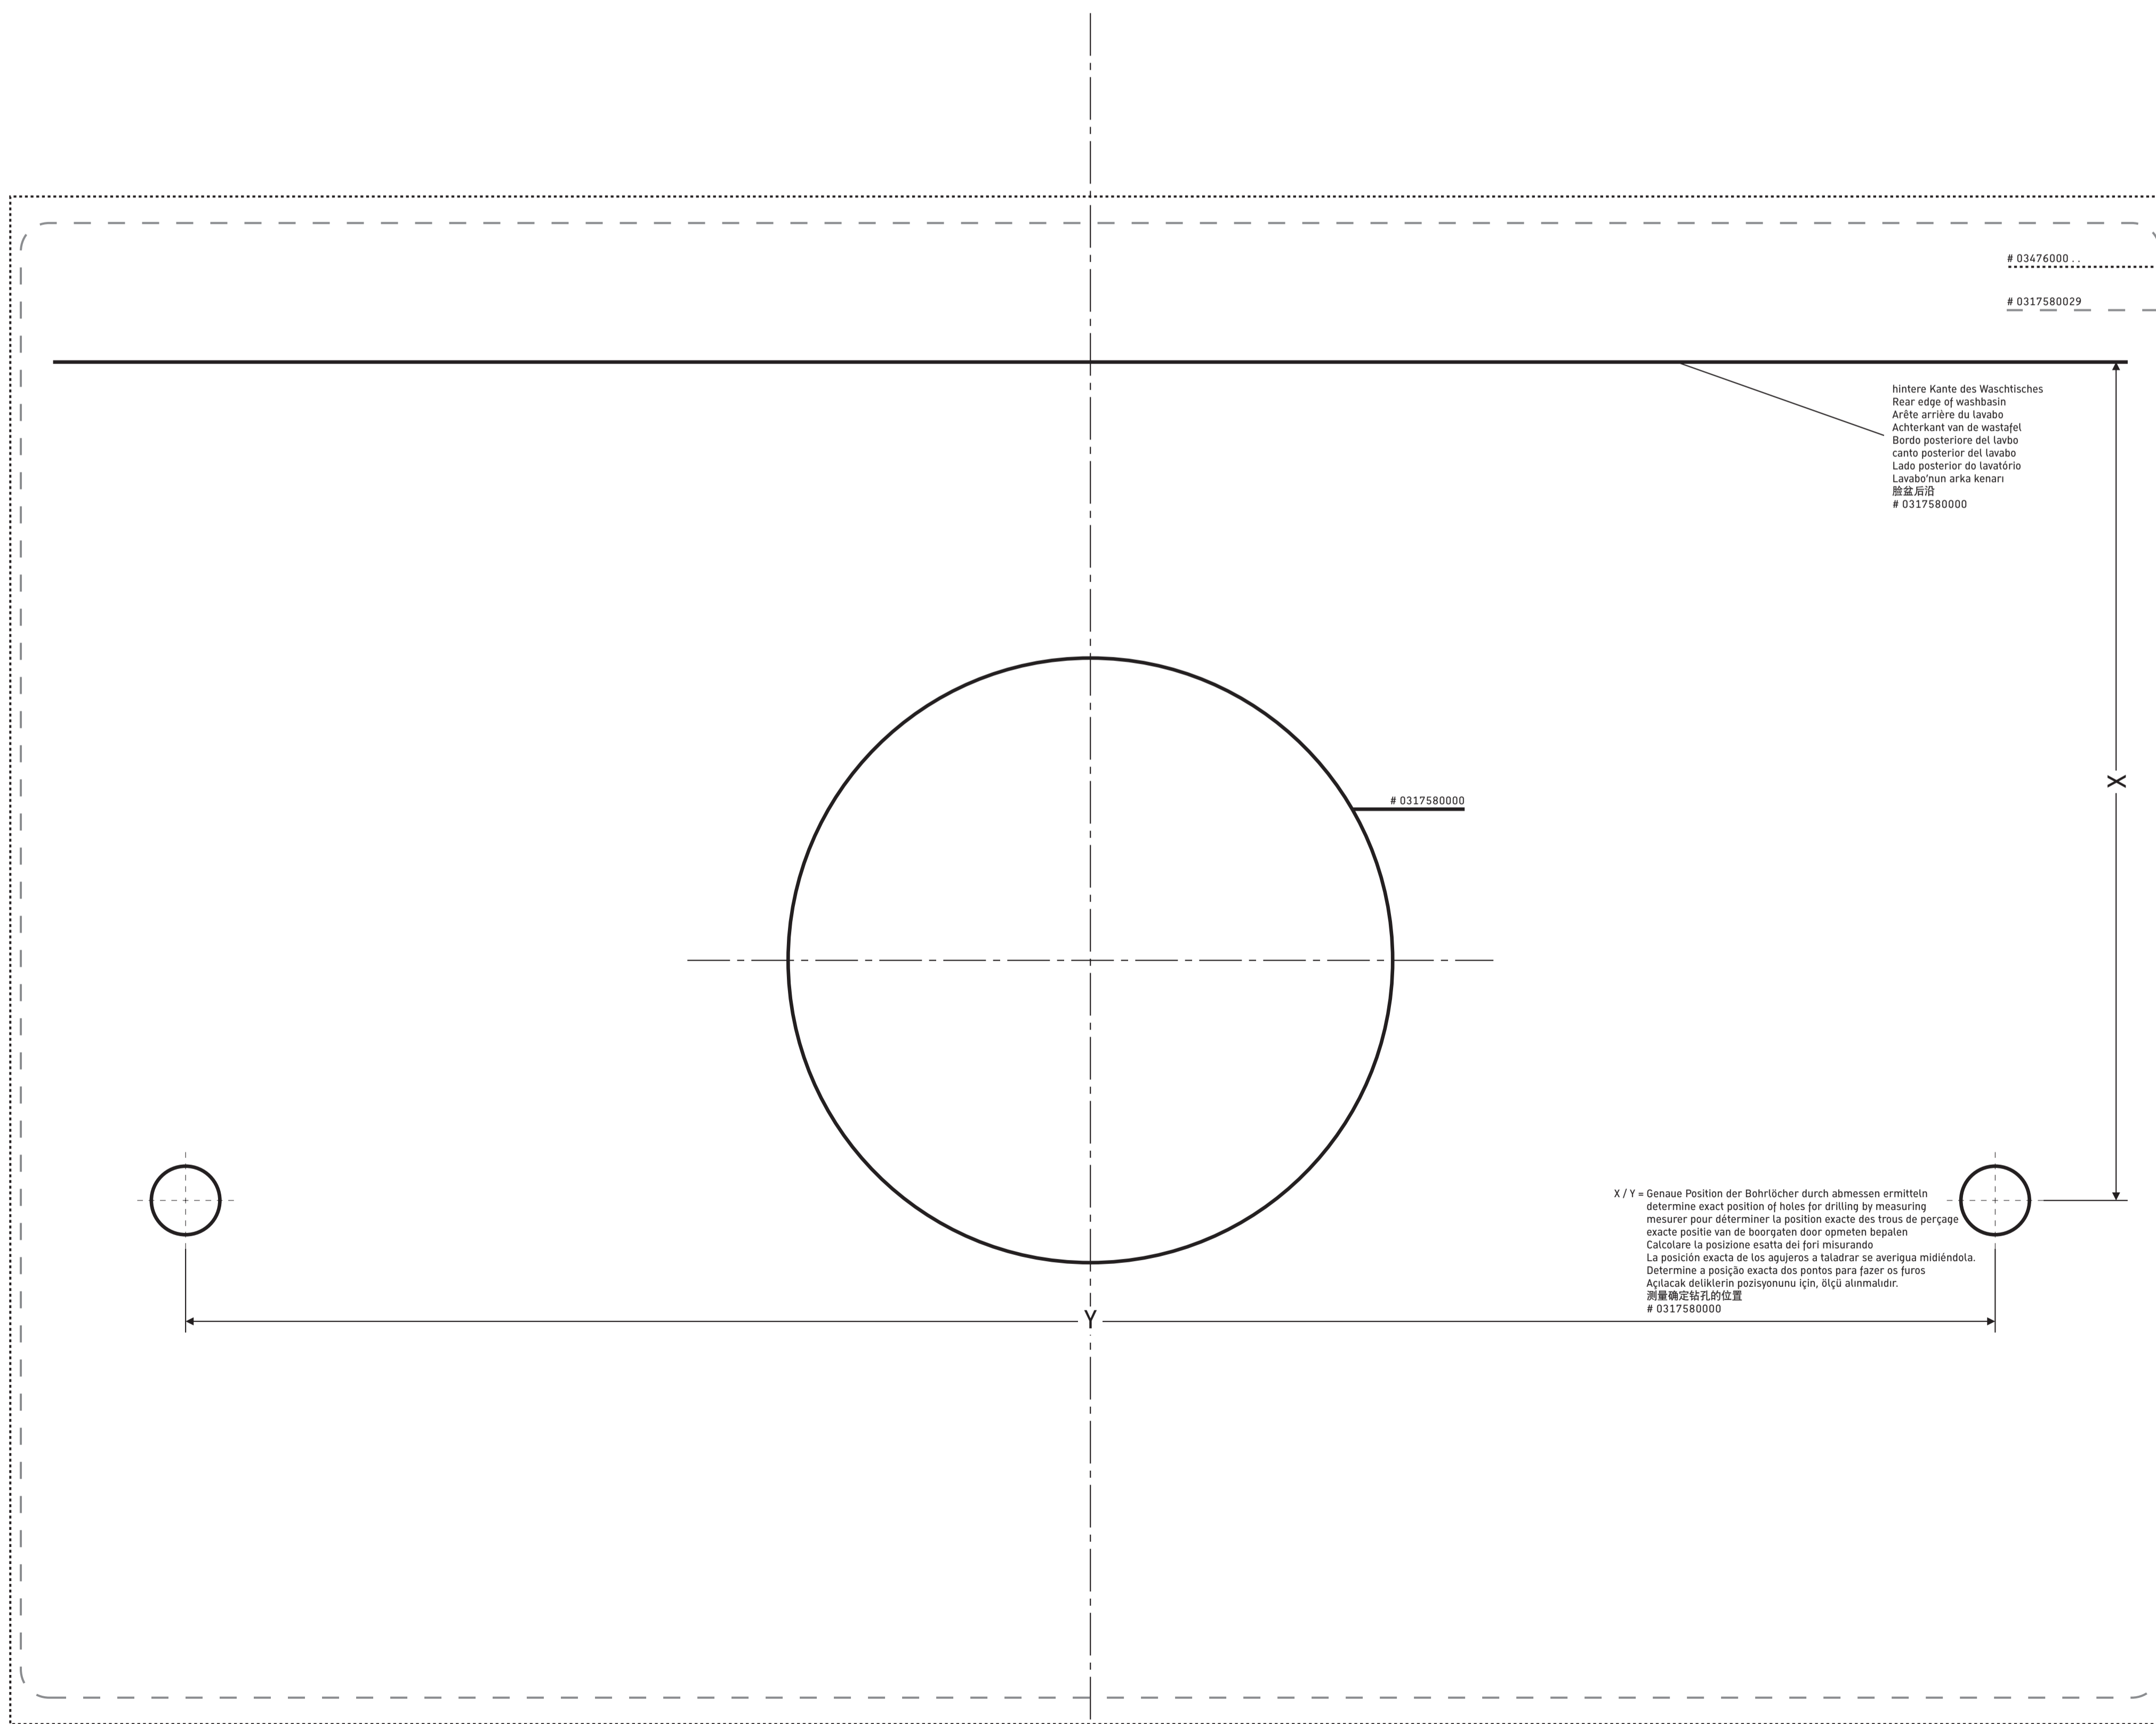 # 03476000 . .
# 0317580029
hintere Kante des Waschtisches
Rear edge of washbasin
Arête arrière du lavabo
Achterkant van de wastafel
Bordo posteriore del lavbo
canto posterior del lavabo
Lado posterior do lavatório
Lavabo'nun arka kenarı
脸盆后沿
# 0317580000
X
# 0317580000
X / Y = Genaue Position der Bohrlöcher durch abmessen ermitteln
determine exact position of holes for drilling by measuring
mesurer pour déterminer la position exacte des trous de perçage
exacte positie van de boorgaten door opmeten bepalen
Calcolare la posizione esatta dei fori misurando
La posición exacta de los agujeros a taladrar se averigua midiéndola.
Determine a posição exacta dos pontos para fazer os furos
Açılacak deliklerin pozisyonunu için, ölçü alınmalıdır.
测量确定钻孔的位置
# 0317580000
Y